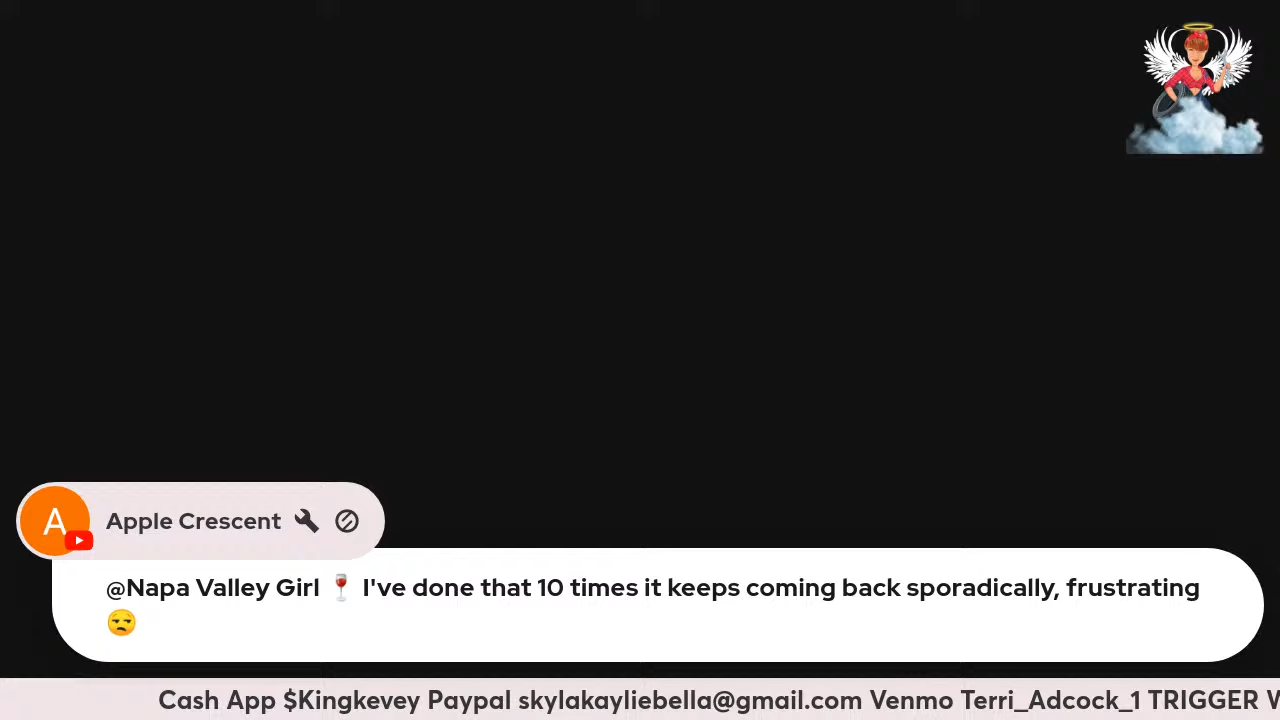 A Apple Crescent
@Napa Valley Girl 🍷 I've done that 10 times it keeps coming back sporadically, frustrating
😒
Cash App $Kingkevey Paypal skylakayliebella@gmail.com Venmo Terri_Adcock_1 TRIGGER W